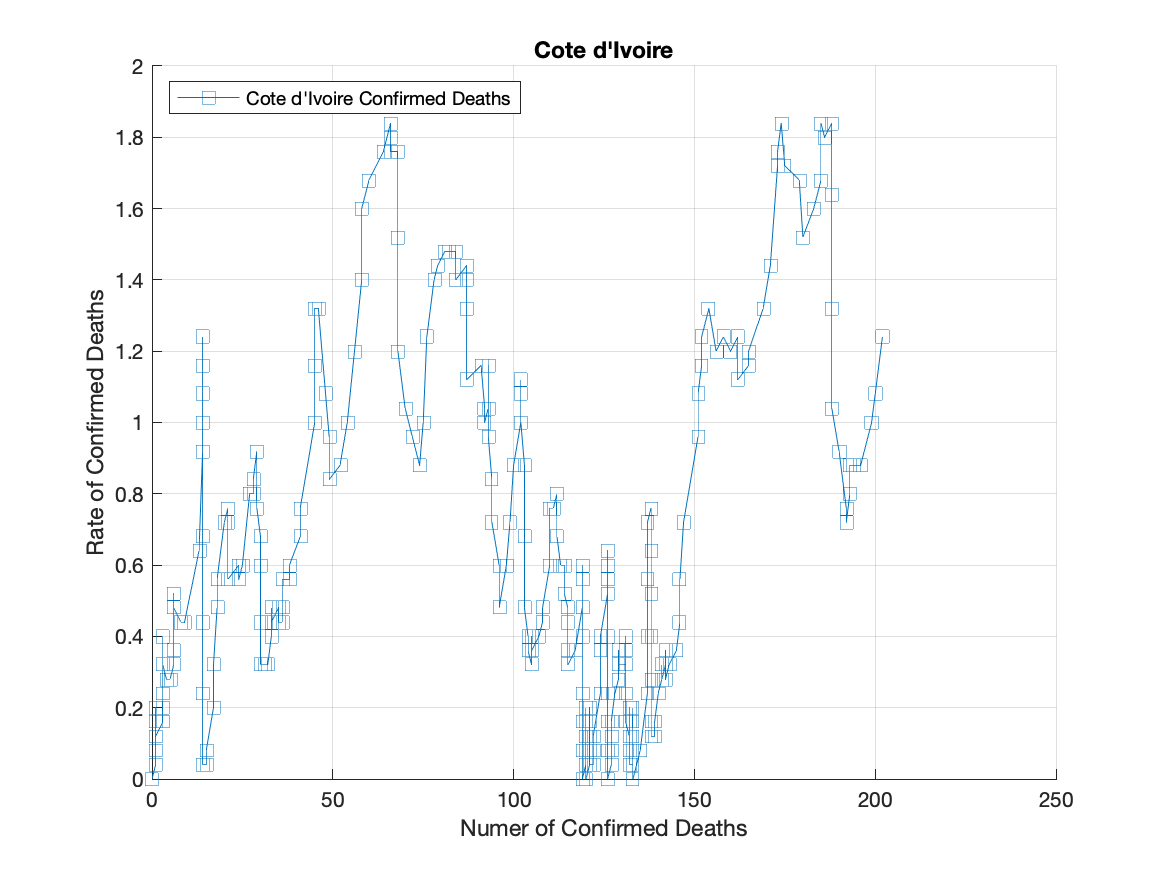 Cote d'Ivoire
Cote d'Ivoire Confirmed Deaths
Rate of Confirmed Deaths
2
1.8
1.6
1.4
1.2
1
0.8
0.6
0.4
0.2
0
0 50 100 150 200 250
Numer of Confirmed Deaths